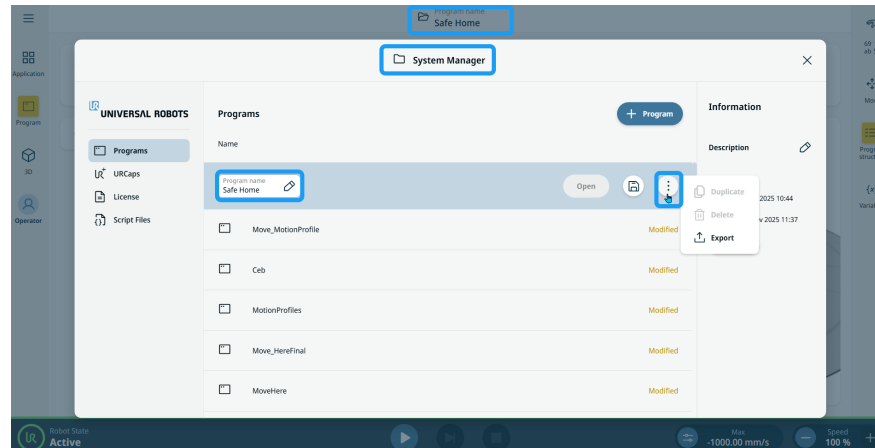 Program name
Safe Home
System Manager
Application
Program
3D
Operator
UNIVERSAL ROBOTS
Programs
URCaps
License
Script Files
Programs
+ Program
Name
Program name
Safe Home
Open
Duplicate
Delete
Export
Move_MotionProfile
Modified
Ceb
Modified
MotionProfiles
Modified
Move_HereFinal
Modified
MoveHere
Modified
Information
Description
2025 10:44
2025 11:37
Robot State
Active
Max
-1000.00 mm/s
Speed
100 %